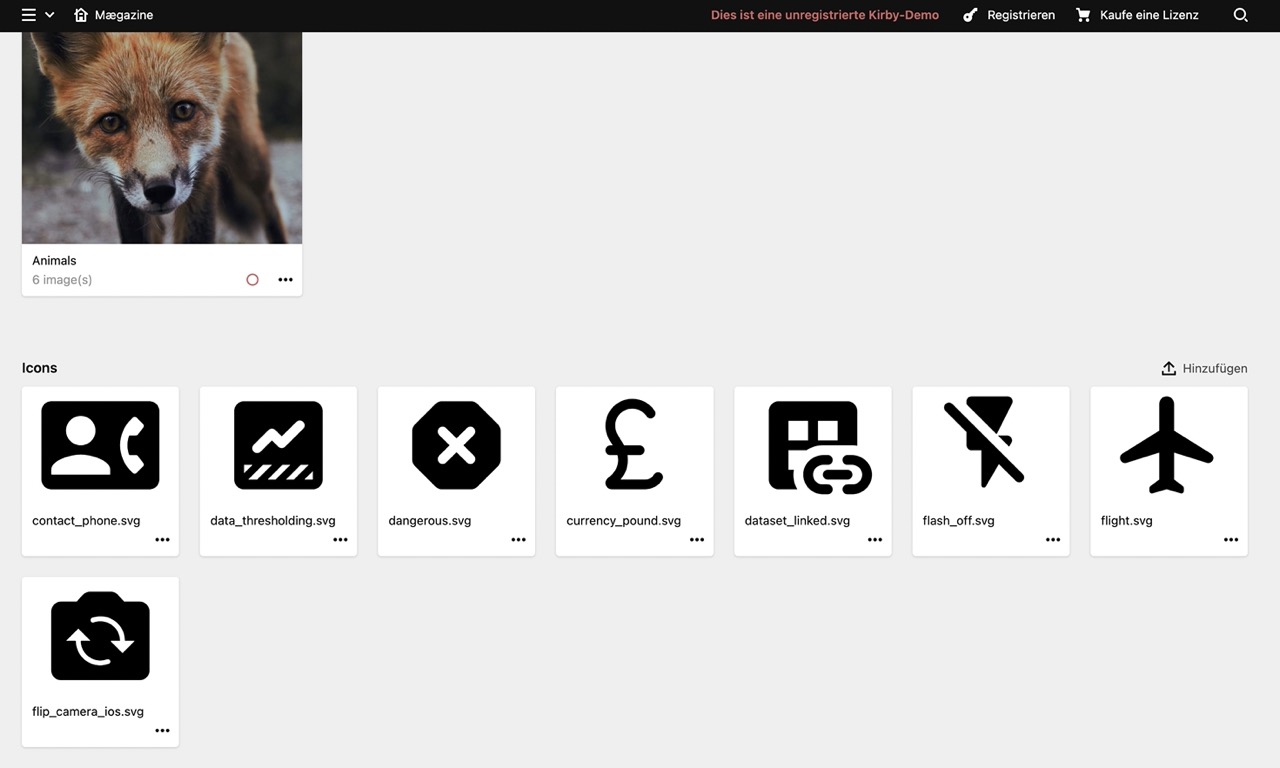 Mægazine
Dies ist eine unregistrierte Kirby-Demo
Registrieren
Kaufe eine Lizenz
Animals
6 image(s)
Icons
Hinzufügen
contact_phone.svg
data_thresholding.svg
dangerous.svg
currency_pound.svg
dataset_linked.svg
flash_off.svg
flight.svg
flip_camera_ios.svg